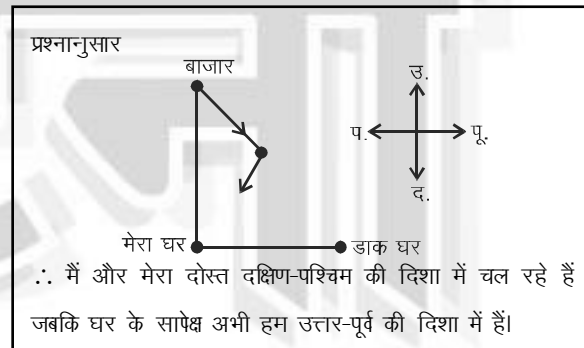 प्रश्नानुसार
बाजार
उ.
प.
पू.
द.
मेरा घर
डाक घर
∴ मैं और मेरा दोस्त दक्षिण-पश्चिम की दिशा में चल रहे हैं
जबकि घर के सापेक्ष अभी हम उत्तर-पूर्व की दिशा में हैं।